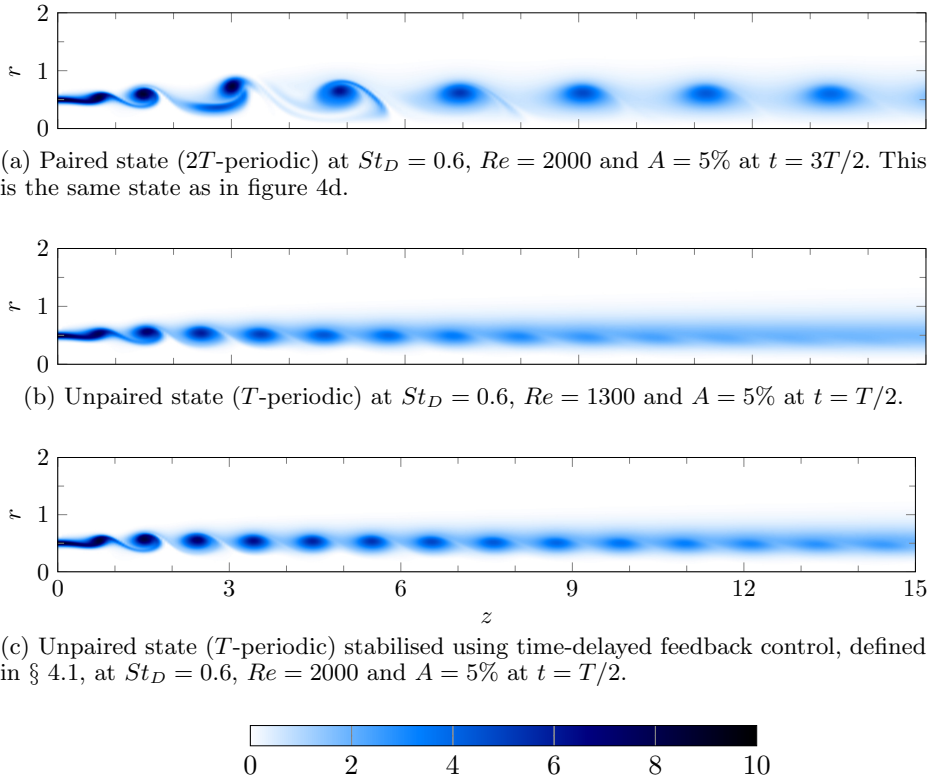 2
1
0
r
(a) Paired state (2T-periodic) at St_D = 0.6, Re = 2000 and A = 5% at t = 3T/2. This
is the same state as in figure 4d.
2
1
0
r
(b) Unpaired state (T-periodic) at St_D = 0.6, Re = 1300 and A = 5% at t = T/2.
2
1
0
r
0 3 6 9 12 15
z
(c) Unpaired state (T-periodic) stabilised using time-delayed feedback control, defined
in § 4.1, at St_D = 0.6, Re = 2000 and A = 5% at t = T/2.
0 2 4 6 8 10